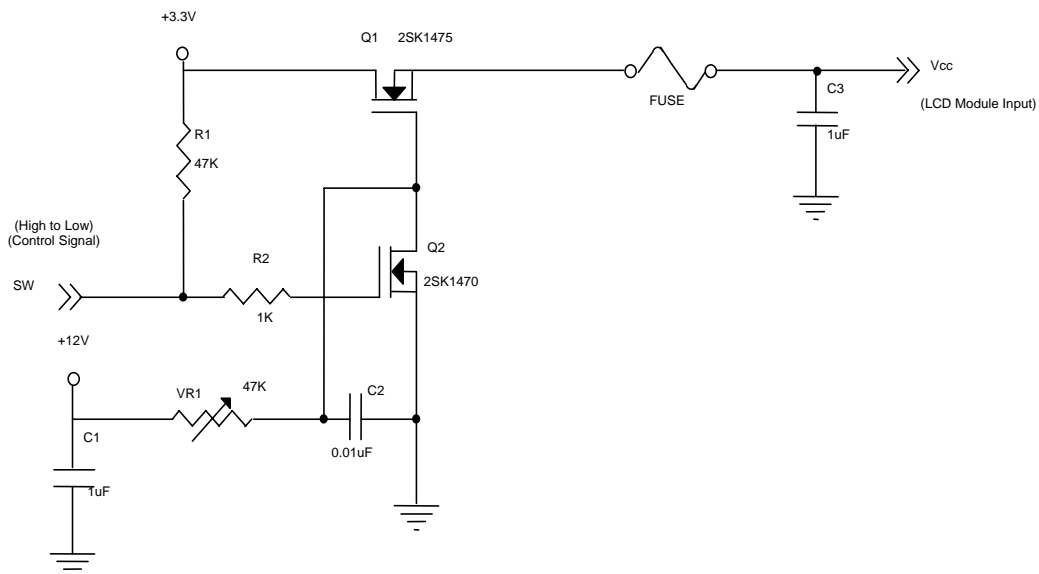 +3.3V
Q1 2SK1475
Vcc
C3
(LCD Module Input)
FUSE
1uF
R1
47K
(High to Low)
(Control Signal)
Q2
R2
2SK1470
SW
1K
+12V
VR1
47K
C2
C1
0.01uF
1uF